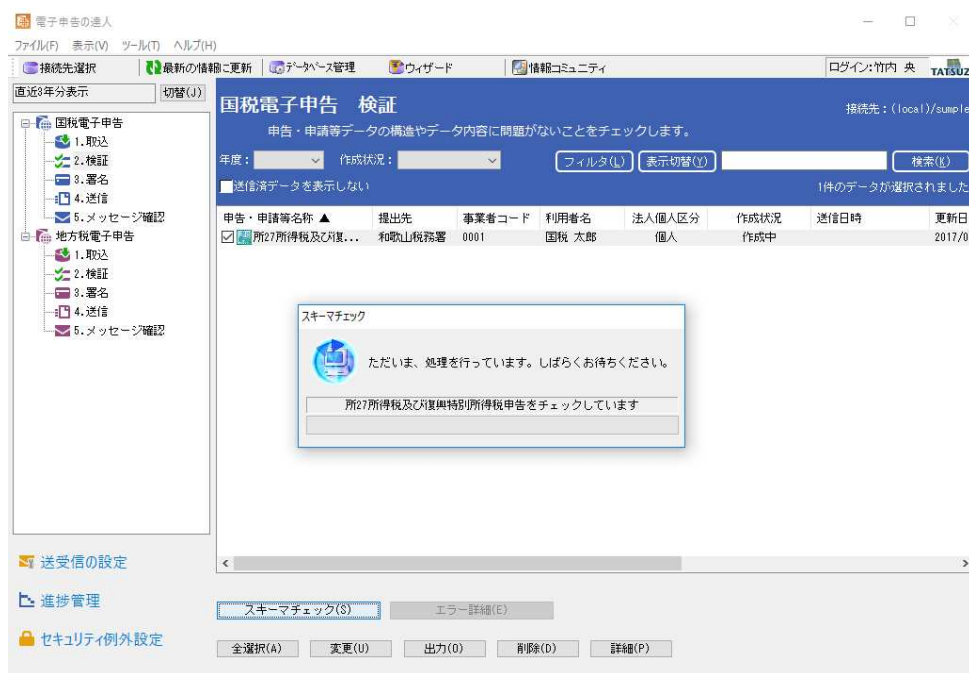 電子申告の達人
ファイル(F) 表示(V) ツール(T) ヘルプ(H)
接続先選択 最新の情報に更新 データベース管理 ウィザード 情報コミュニティ ログイン:竹内 央 TATSUZ
直近3年分表示 切替(J)
国税電子申告
1.取込
2.検証
3.署名
4.送信
5.メッセージ確認
地方税電子申告
1.取込
2.検証
3.署名
4.送信
5.メッセージ確認
送受信の設定
進捗管理
セキュリティ例外設定
国税電子申告 検証
接続先:(local)/sample
申告・申請等データの構造やデータ内容に問題がないことをチェックします。
年度: 作成状況: フィルタ(L) 表示切替(Y) 検索(K)
送信済データを表示しない 1件のデータが選択されました
申告・申請等名称 ▲ 提出先 事業者コード 利用者名 法人個人区分 作成状況 送信日時 更新日
所27所得税及び復... 和歌山税務署 0001 国税 太郎 個人 作成中 2017/0
スキーマチェック
ただいま、処理を行っています。しばらくお待ちください。
所27所得税及び復興特別所得税申告をチェックしています
スキーマチェック(S) エラー詳細(E)
全選択(A) 変更(U) 出力(O) 削除(D) 詳細(P)